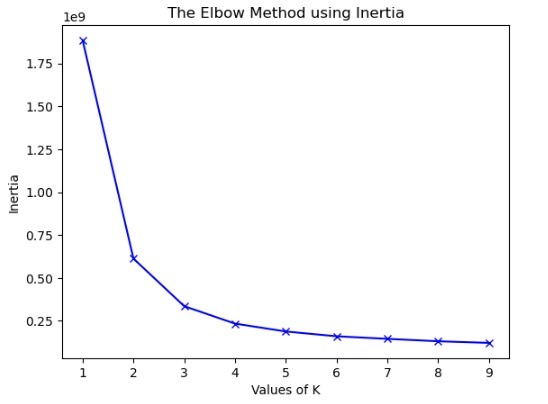 The Elbow Method using Inertia
1e9
1.75
1.50
1.25
1.00
0.75
0.50
0.25
Inertia
1 2 3 4 5 6 7 8 9
Values of K